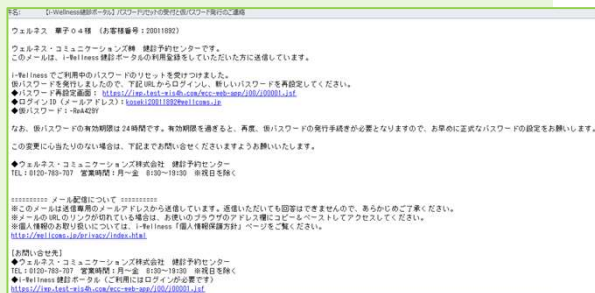 件名: 【i-Wellness健診ポータル】パスワードリセットの受付と仮パスワード発行のご連絡
ウェルネス 華子04様 (お客様番号:20011892)
ウェルネス・コミュニケーションズ㈱ 健診予約センターです。
このメールは、i-Wellness健診ポータルの利用登録をしていただいた方に送信しています。
i-Wellnessでご利用中のパスワードのリセットを受けつけました。
仮パスワードを発行しましたので、下記URLからログインし、新しいパスワードを再設定してください。
◆パスワード再設定画面: https://iwp.test-wis4h.com/wcc-web-app/j00/j00001.jsf
◆ログインID(メールアドレス):koseki20011892@wellcoms.jp
◆仮パスワード:-RmA429Y
なお、仮パスワードの有効期限は24時間です。有効期限を過ぎると、再度、仮パスワードの発行手続きが必要となりますので、お早めに正式なパスワードの設定をお願いします。
この変更に心当たりのない場合は、下記までお問い合せくださいますようお願いいたします。
◆ウェルネス・コミュニケーションズ株式会社 健診予約センター
TEL:0120-783-707 営業時間:月~金 8:30~19:30 ※祝日を除く
========== メール配信について ==========
※このメールは送信専用のメールアドレスから送信しています。返信いただいても回答はできませんので、あらかじめご了承ください。
※メールのURLのリンクが切れている場合は、お使いのブラウザのアドレス欄にコピー&ペーストしてアクセスしてください。
※個人情報のお取り扱いについては、i-Wellness「個人情報保護方針」ページをご覧ください。
http://wellcoms.jp/privacy/index.html
[お問い合せ先]
◆ウェルネス・コミュニケーションズ株式会社 健診予約センター
TEL:0120-783-707 営業時間:月~金 8:30~19:30 ※祝日を除く
◆i-Wellness健診ポータル(ご利用にはログインが必要です)
https://iwp.test-wis4h.com/wcc-web-app/j00/j00001.jsf